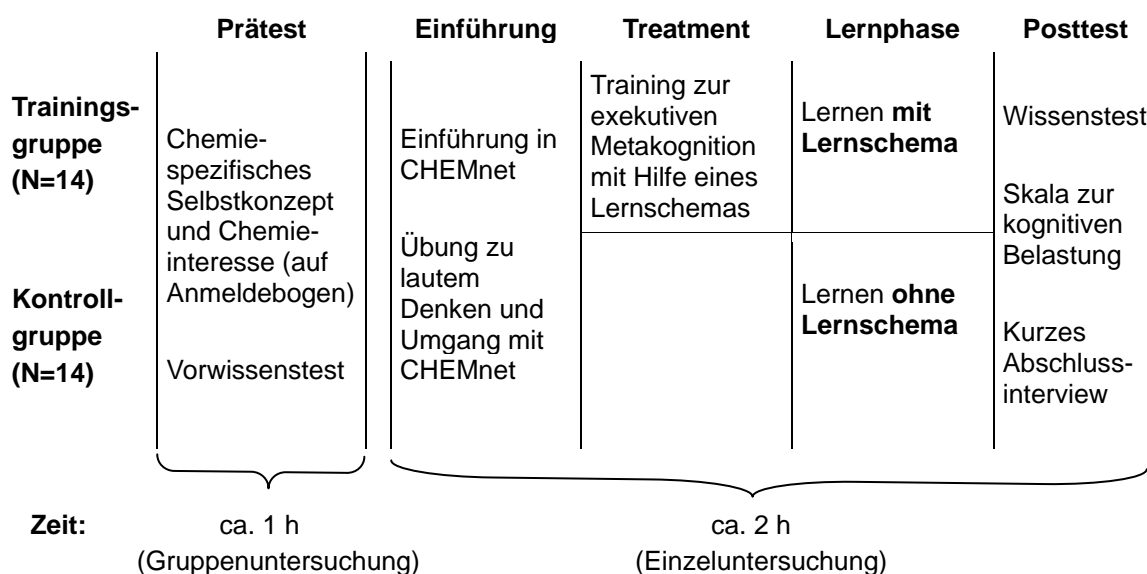 Prätest Einführung Treatment Lernphase Posttest
Trainings-
gruppe
(N=14)
Kontroll-
gruppe
(N=14)
Chemie-
spezifisches
Selbstkonzept
und Chemie-
interesse (auf
Anmeldebogen)
Vorwissenstest
Einführung in
CHEMnet
Übung zu
lautem
Denken und
Umgang mit
CHEMnet
Training zur
exekutiven
Metakognition
mit Hilfe eines
Lernschemas
Lernen mit
Lernschema
Lernen ohne
Lernschema
Wissenstest
Skala zur
kognitiven
Belastung
Kurzes
Abschluss-
interview
Zeit: ca. 1 h ca. 2 h
(Gruppenuntersuchung) (Einzeluntersuchung)